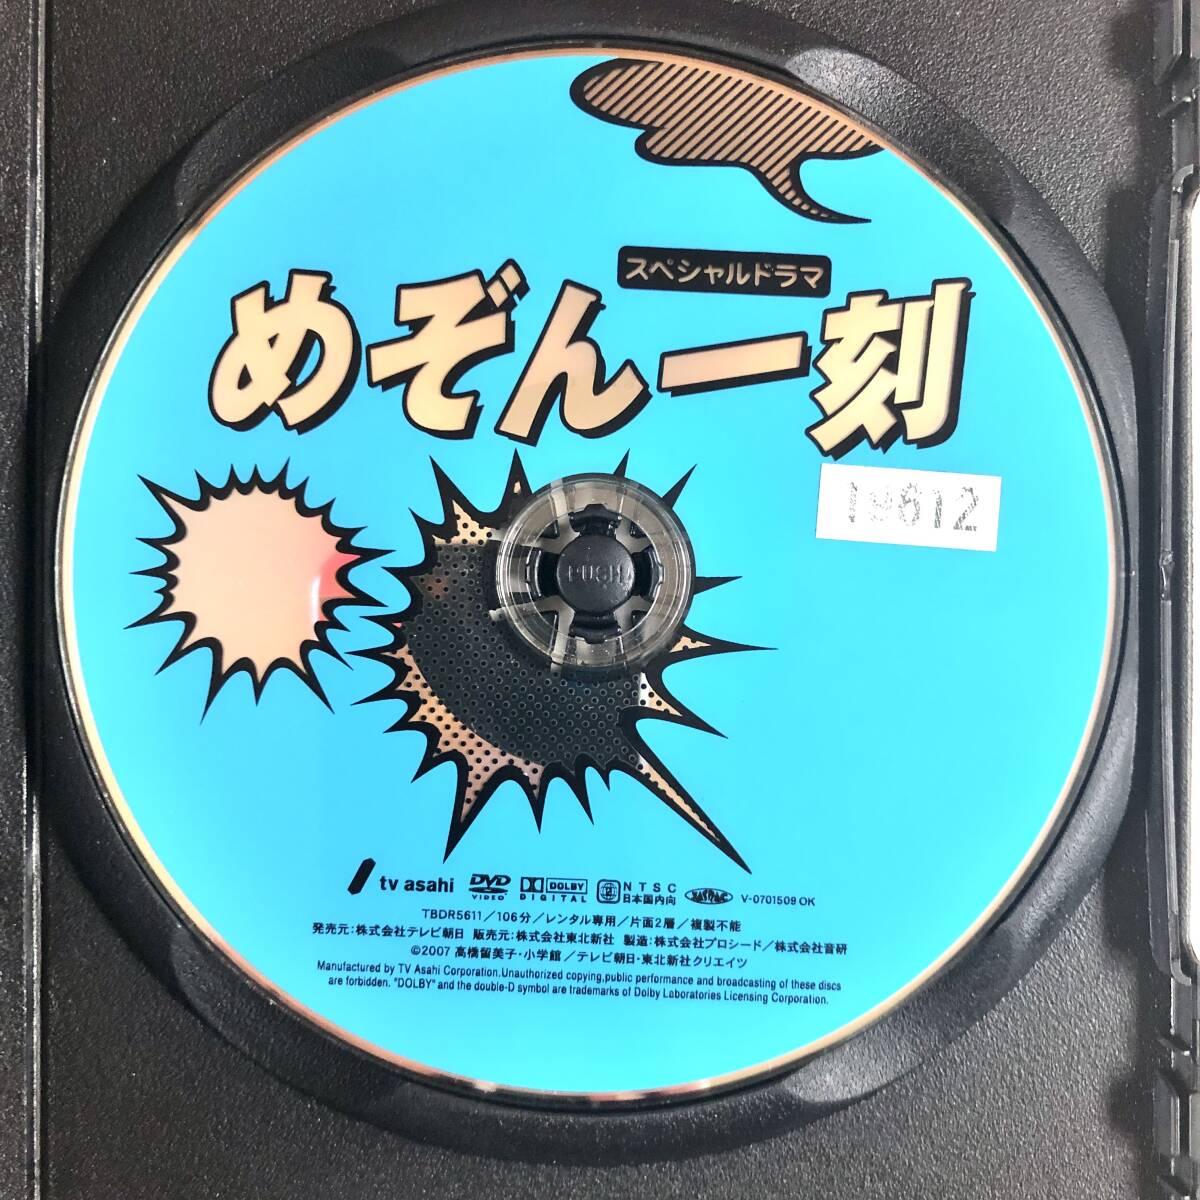 スペシャルドラマ
めぞん一刻
19612
PUSH
tv asahi DVD VIDEO DOLBY DIGITAL 2 NTSC 日本国内向 V-0701509 OK
TBDR5611/106分/レンタル専用/片面2層/複製不能
発売元:株式会社テレビ朝日 販売元:株式会社東北新社 製造:株式会社プロシード/株式会社音研
©2007 高橋留美子・小学館/テレビ朝日・東北新社クリエイツ
Manufactured by TV Asahi Corporation.Unauthorized copying,public performance and broadcasting of these discs
are forbidden. "DOLBY" and the double-D symbol are trademarks of Dolby Laboratories Licensing Corporation.